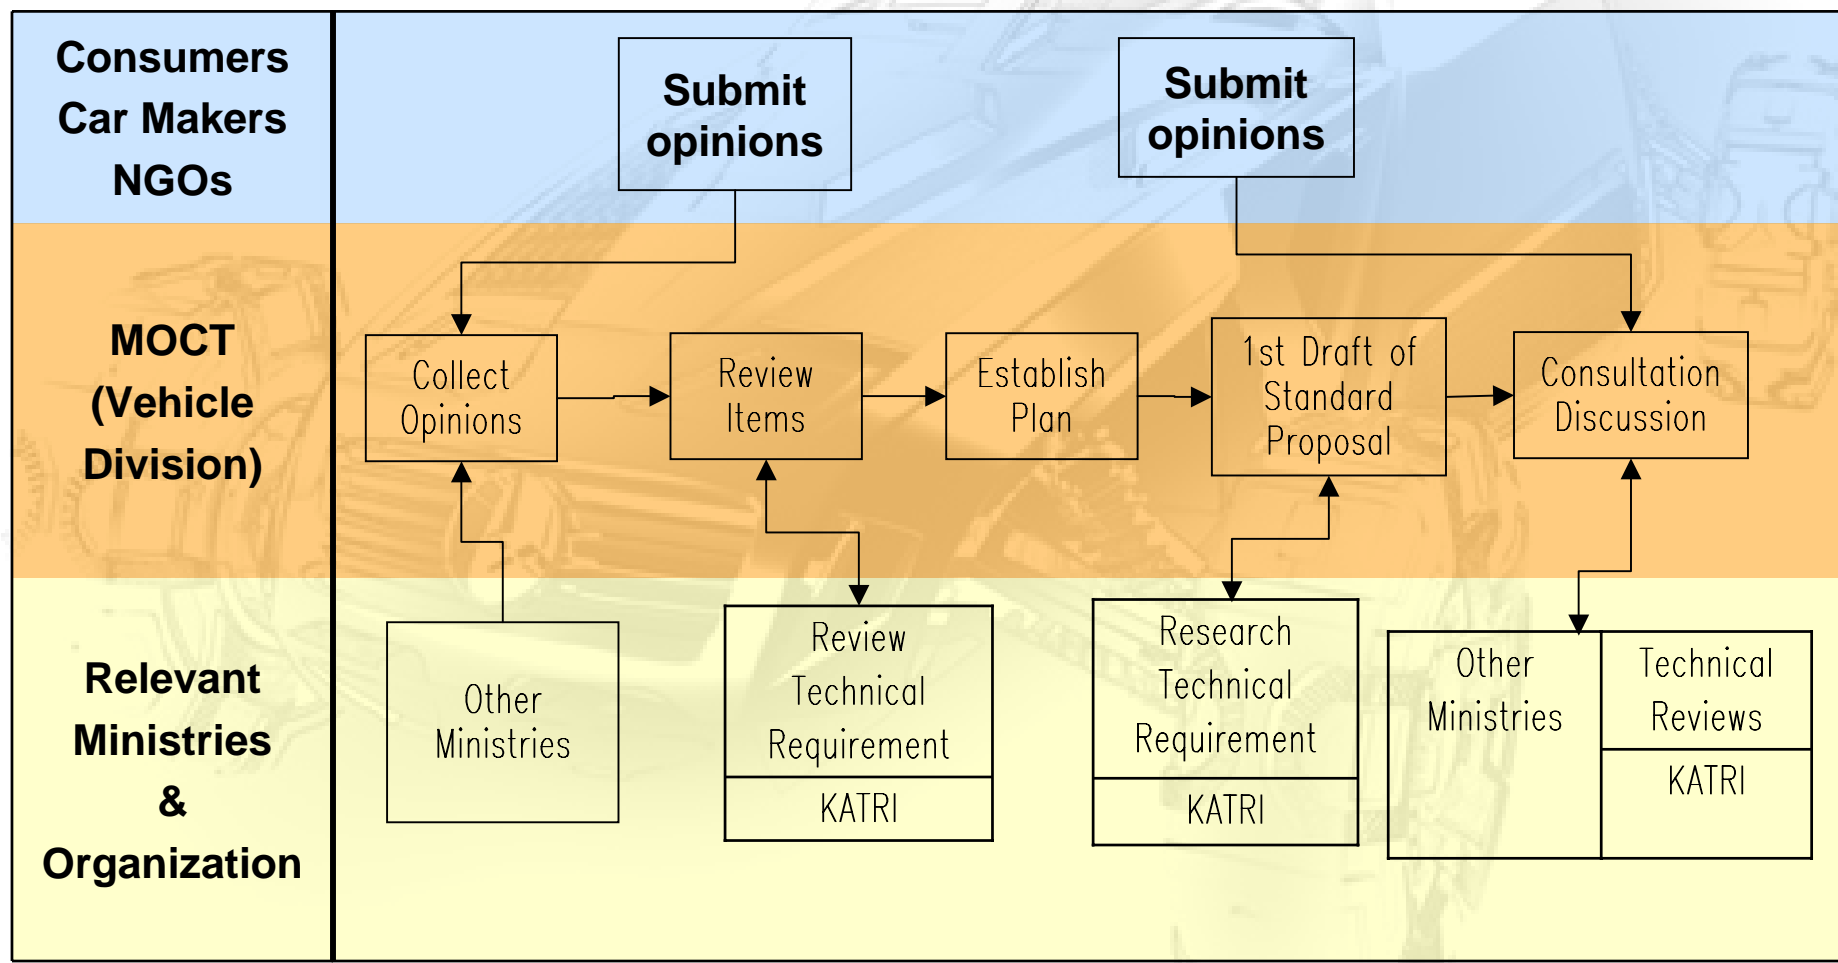 Consumers
Car Makers
NGOs
Submit
opinions
Submit
opinions
MOCT
(Vehicle
Division)
Collect
Opinions
Review
Items
Establish
Plan
1st Draft of
Standard
Proposal
Consultation
Discussion
Relevant
Ministries
&
Organization
Other
Ministries
Review
Technical
Requirement
KATRI
Research
Technical
Requirement
KATRI
Other
Ministries
Technical
Reviews
KATRI